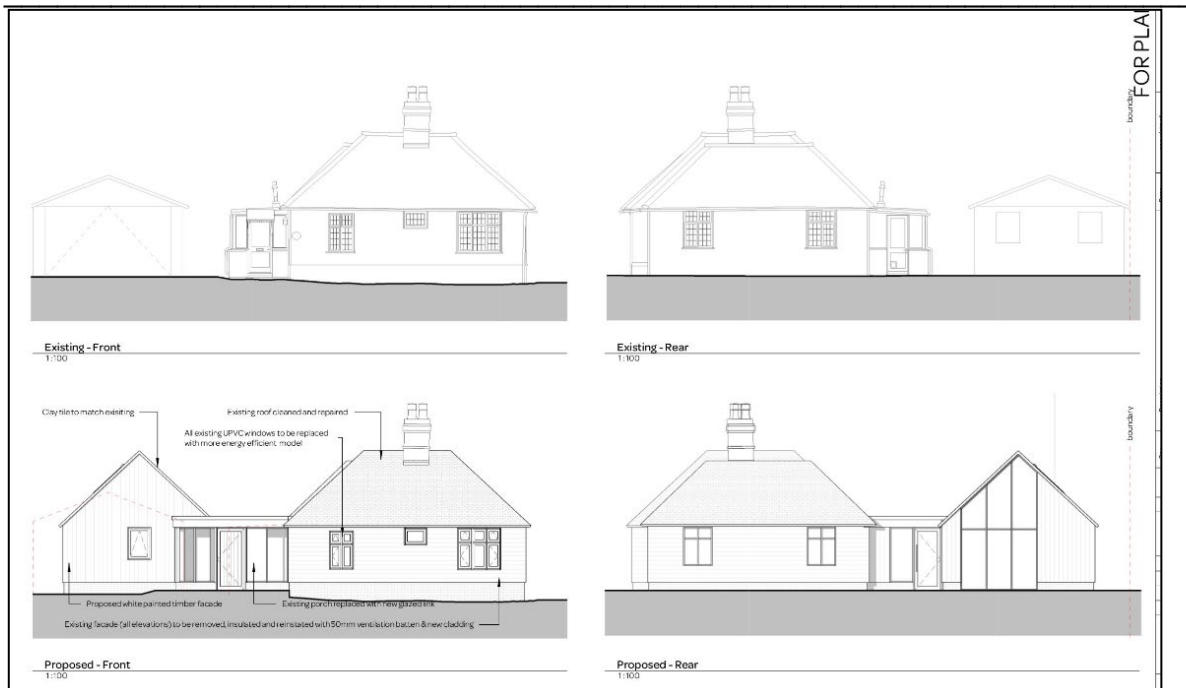 FOR PLA
boundary
Existing - Front
1:100
Existing - Rear
1:100
Clay tile to match exisiting
Existing roof cleaned and repaired
All existing UPVC windows to be replaced
with more energy efficient model
boundary
Proposed white painted timber facade
Existing porch replaced with new glazed link
Existing facade (all elevations) to be removed, insulated and reinstated with 50mm ventilation batten & new cladding
Proposed - Front
1:100
Proposed - Rear
1:100